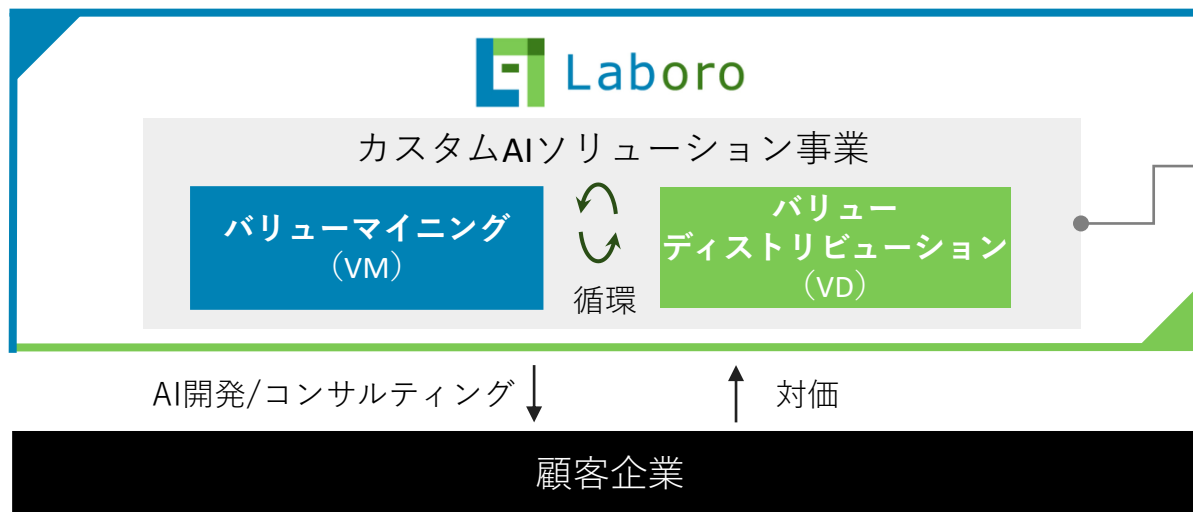 Laboro
カスタムAIソリューション事業
バリューマイニング
（VM）
循環
バリュー
ディストリビューション
（VD）
AI開発/コンサルティング
対価
顧客企業